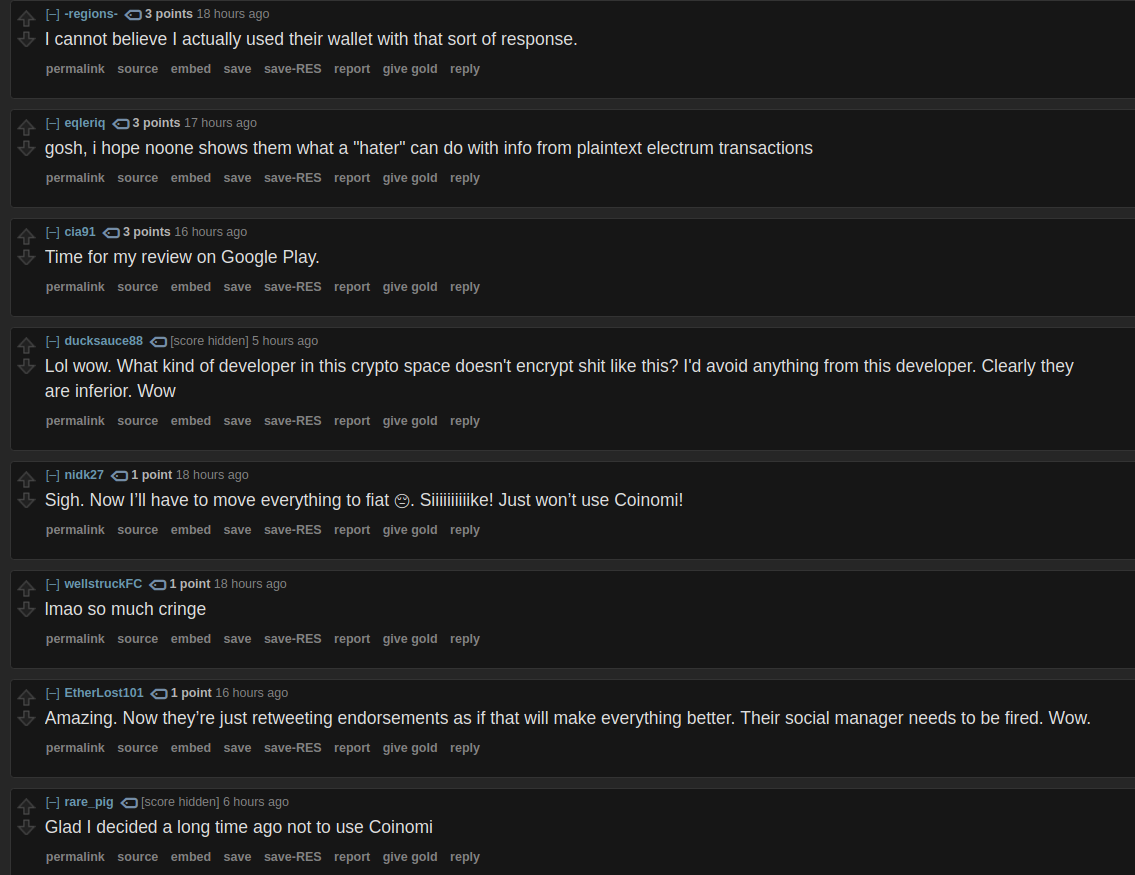 [–] -regions- 3 points 18 hours ago
I cannot believe I actually used their wallet with that sort of response.
permalink source embed save save-RES report give gold reply
[–] eqleriq 3 points 17 hours ago
gosh, i hope noone shows them what a "hater" can do with info from plaintext electrum transactions
permalink source embed save save-RES report give gold reply
[–] cia91 3 points 16 hours ago
Time for my review on Google Play.
permalink source embed save save-RES report give gold reply
[–] ducksauce88 [score hidden] 5 hours ago
Lol wow. What kind of developer in this crypto space doesn't encrypt shit like this? I'd avoid anything from this developer. Clearly they
are inferior. Wow
permalink source embed save save-RES report give gold reply
[–] nidk27 1 point 18 hours ago
Sigh. Now I’ll have to move everything to fiat 😔. Siiiiiiiiiike! Just won’t use Coinomi!
permalink source embed save save-RES report give gold reply
[–] wellstruckFC 1 point 18 hours ago
lmao so much cringe
permalink source embed save save-RES report give gold reply
[–] EtherLost101 1 point 16 hours ago
Amazing. Now they’re just retweeting endorsements as if that will make everything better. Their social manager needs to be fired. Wow.
permalink source embed save save-RES report give gold reply
[–] rare_pig [score hidden] 6 hours ago
Glad I decided a long time ago not to use Coinomi
permalink source embed save save-RES report give gold reply